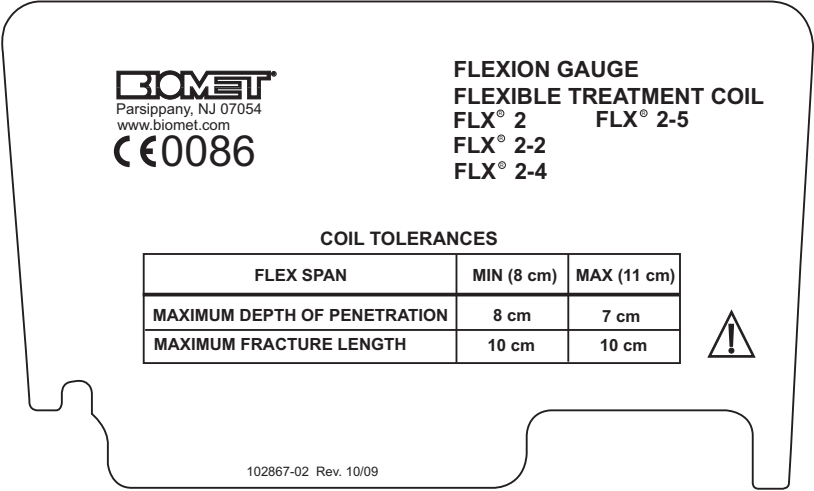 BIOMET®
Parsippany, NJ 07054
www.biomet.com
CE0086
FLEXION GAUGE
FLEXIBLE TREATMENT COIL
FLX® 2 FLX® 2-5
FLX® 2-2
FLX® 2-4
COIL TOLERANCES
FLEX SPAN MIN (8 cm) MAX (11 cm)
MAXIMUM DEPTH OF PENETRATION 8 cm 7 cm
MAXIMUM FRACTURE LENGTH 10 cm 10 cm
!
102867-02 Rev. 10/09